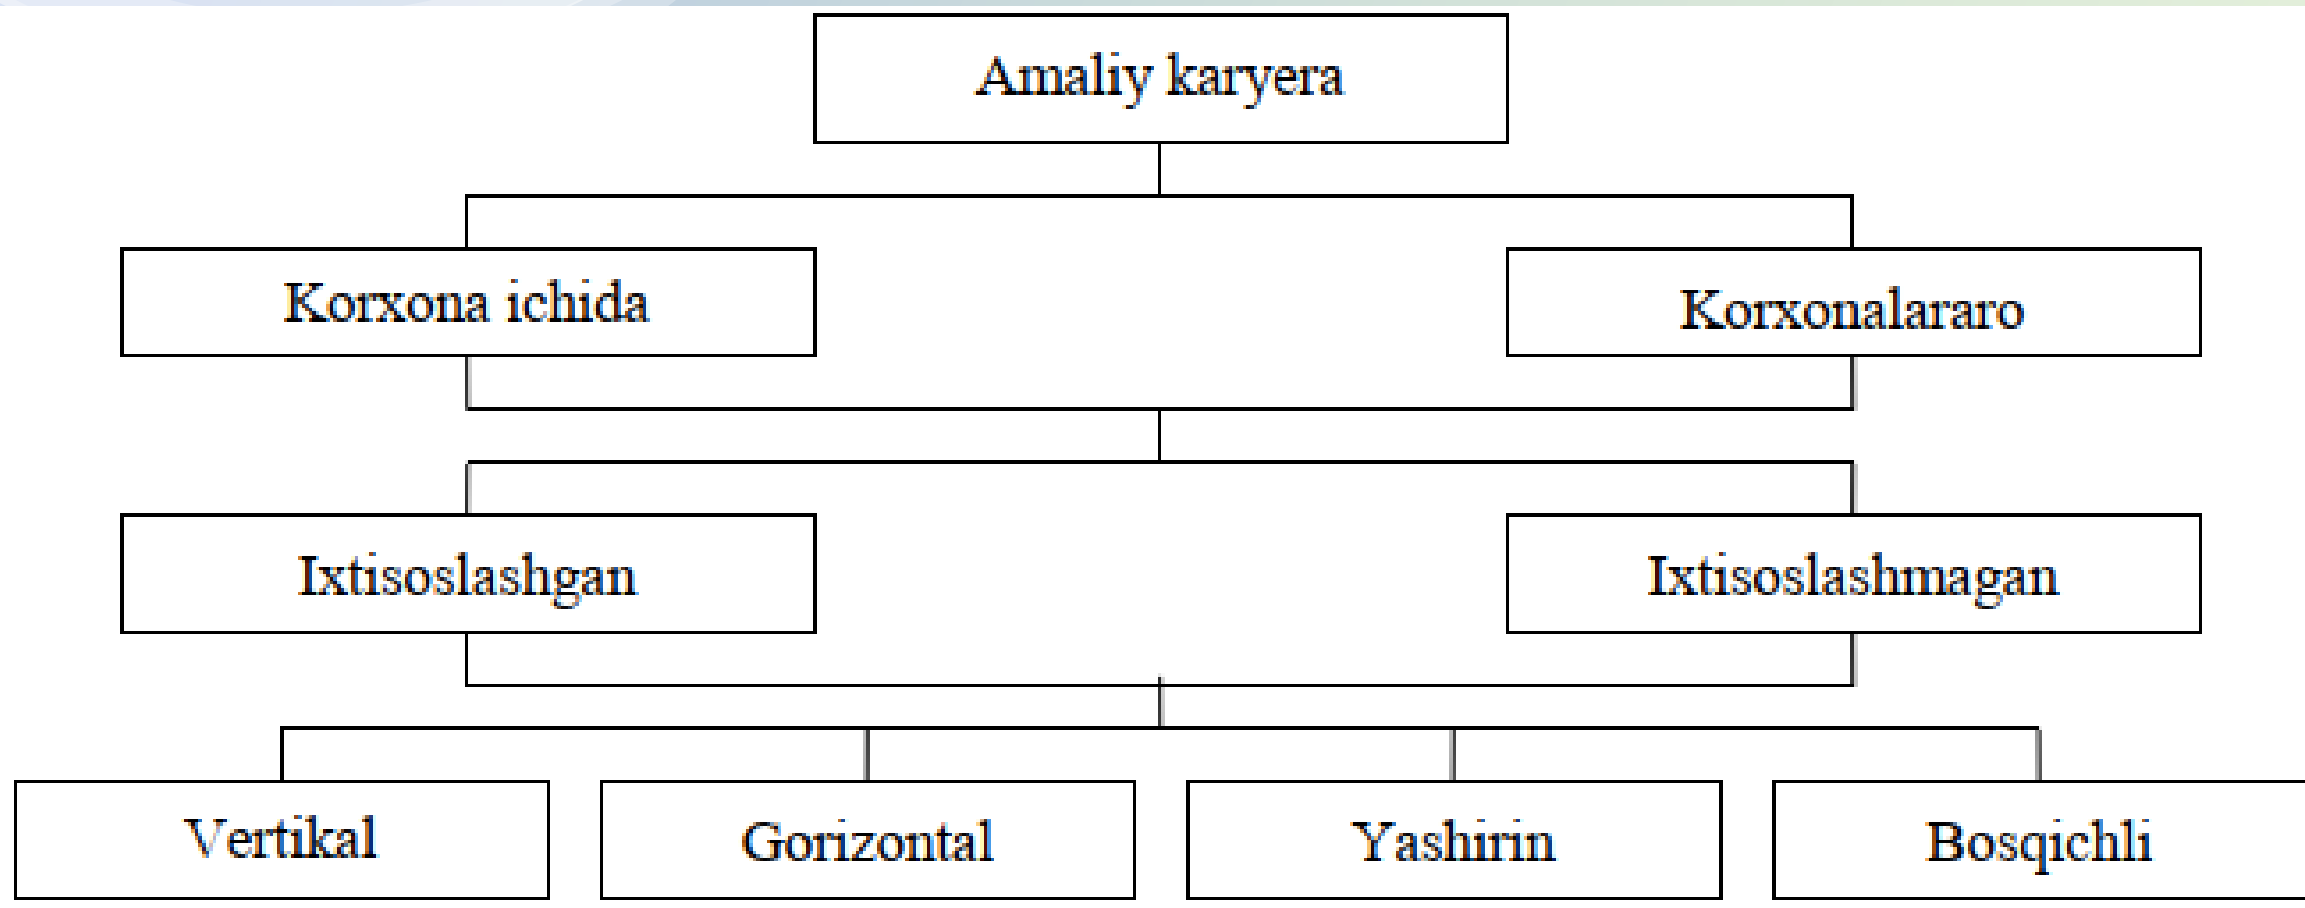 Amaliy karyera
Korxona ichida
Korxonalararo
Ixtisoslashgan
Ixtisoslashmagan
Vertikal
Gorizontal
Yashirin
Bosqichli